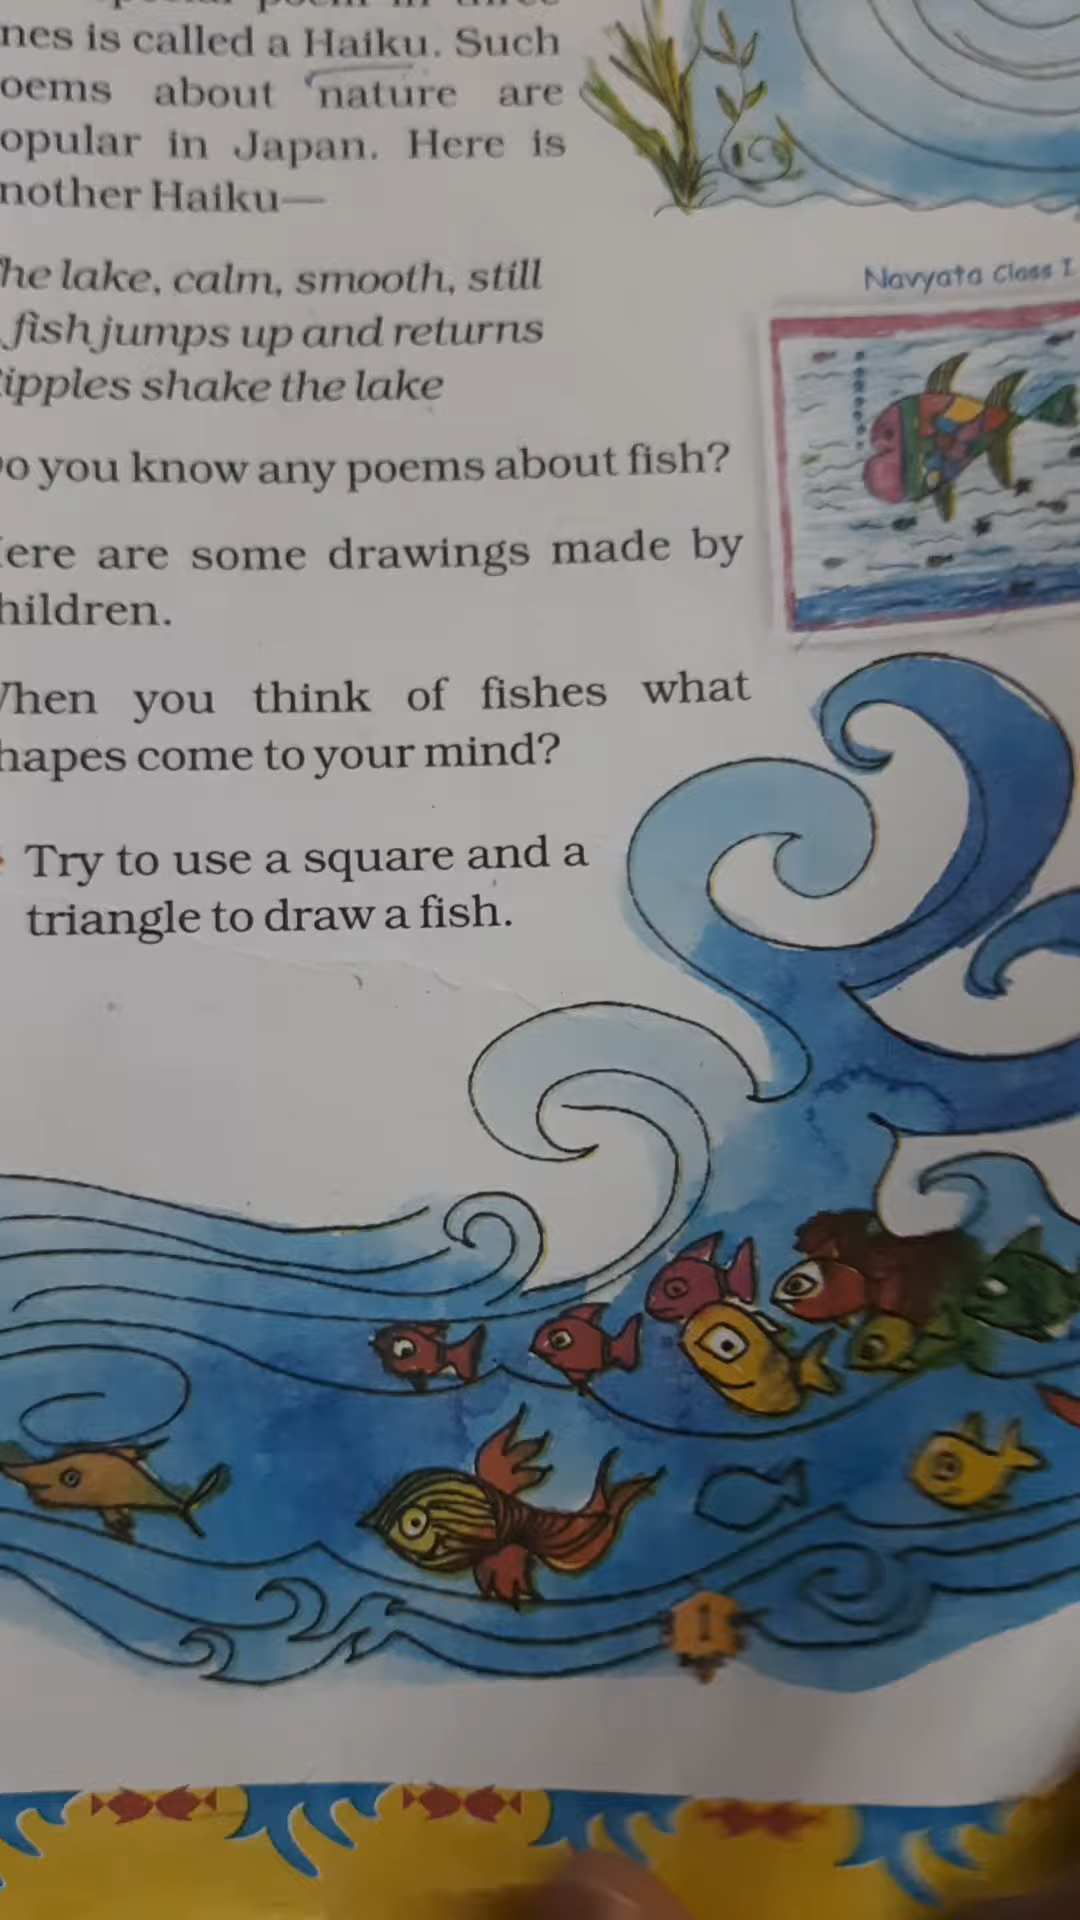 nes is called a Haiku. Such
oems about nature are
opular in Japan. Here is
nother Haiku—
he lake, calm, smooth, still
fish jumps up and returns
ipples shake the lake
o you know any poems about fish?
ere are some drawings made by
hildren.
hen you think of fishes what
hapes come to your mind?
Try to use a square and a
triangle to draw a fish.
Navyata Class I
1